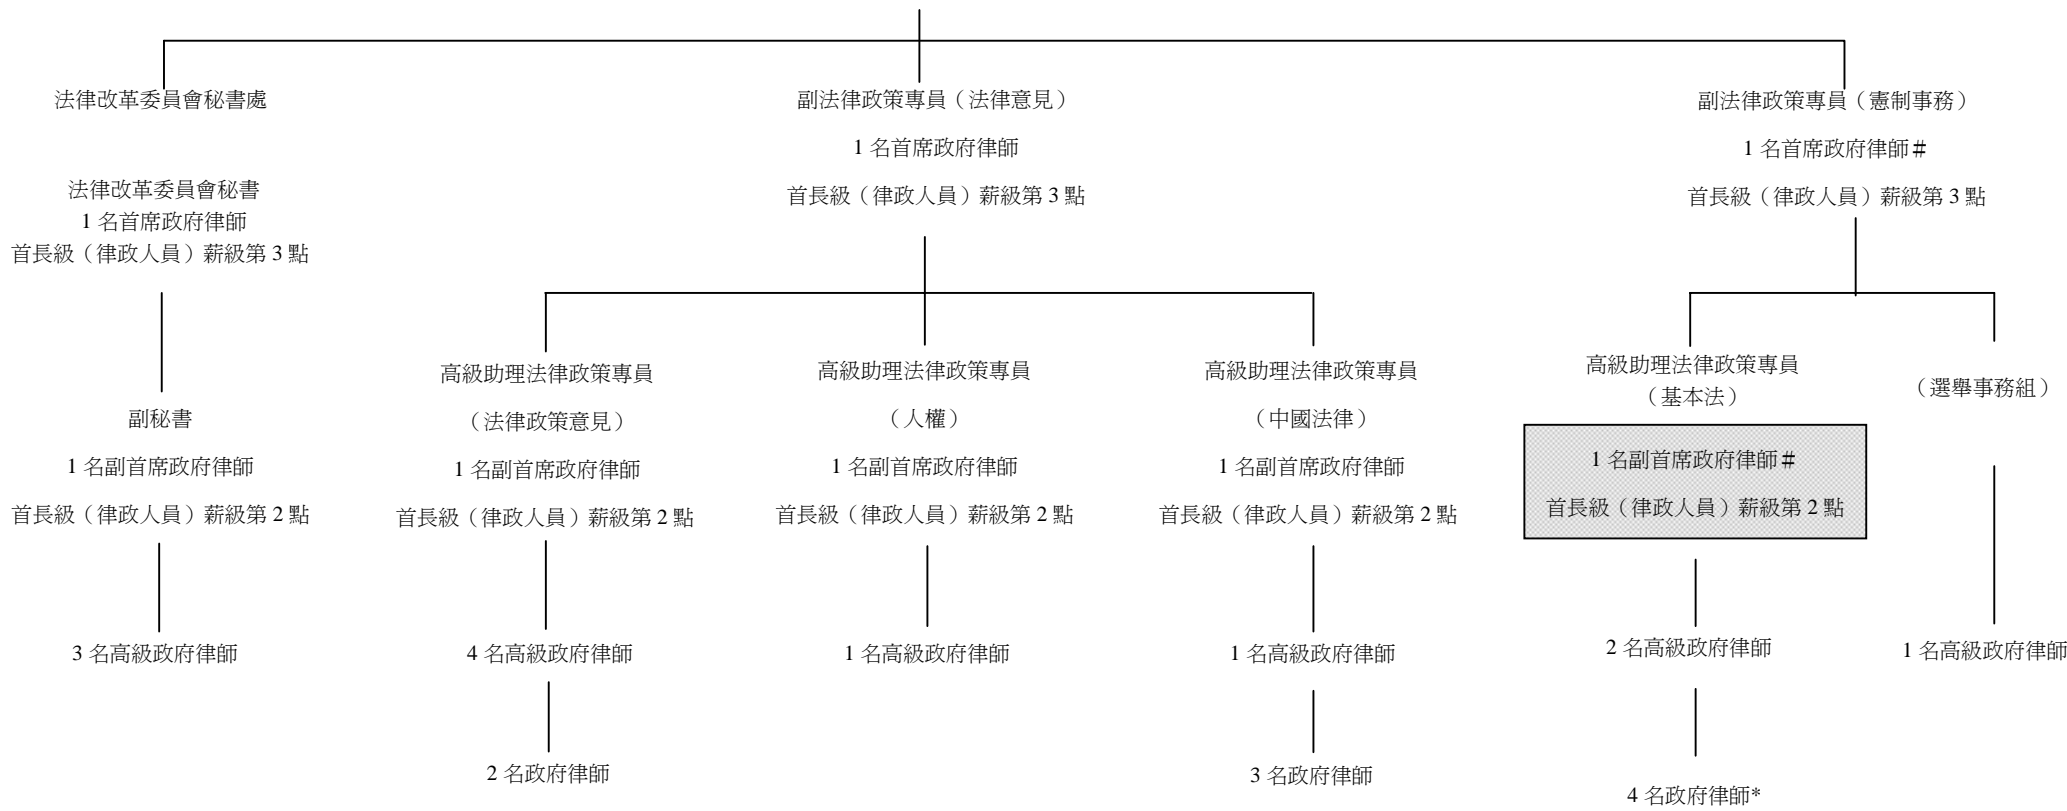 法律改革委員會秘書處
法律改革委員會秘書
1 名首席政府律師
首長級（律政人員）薪級第 3 點
副秘書
1 名副首席政府律師
首長級（律政人員）薪級第 2 點
3 名高級政府律師
副法律政策專員（法律意見）
1 名首席政府律師
首長級（律政人員）薪級第 3 點
高級助理法律政策專員
（法律政策意見）
1 名副首席政府律師
首長級（律政人員）薪級第 2 點
4 名高級政府律師
2 名政府律師
高級助理法律政策專員
（人權）
1 名副首席政府律師
首長級（律政人員）薪級第 2 點
1 名高級政府律師
高級助理法律政策專員
（中國法律）
1 名副首席政府律師
首長級（律政人員）薪級第 2 點
1 名高級政府律師
3 名政府律師
副法律政策專員（憲制事務）
1 名首席政府律師＃
首長級（律政人員）薪級第 3 點
高級助理法律政策專員
（基本法）
1 名副首席政府律師＃
首長級（律政人員）薪級第 2 點
2 名高級政府律師
4 名政府律師*
（選舉事務組）
1 名高級政府律師